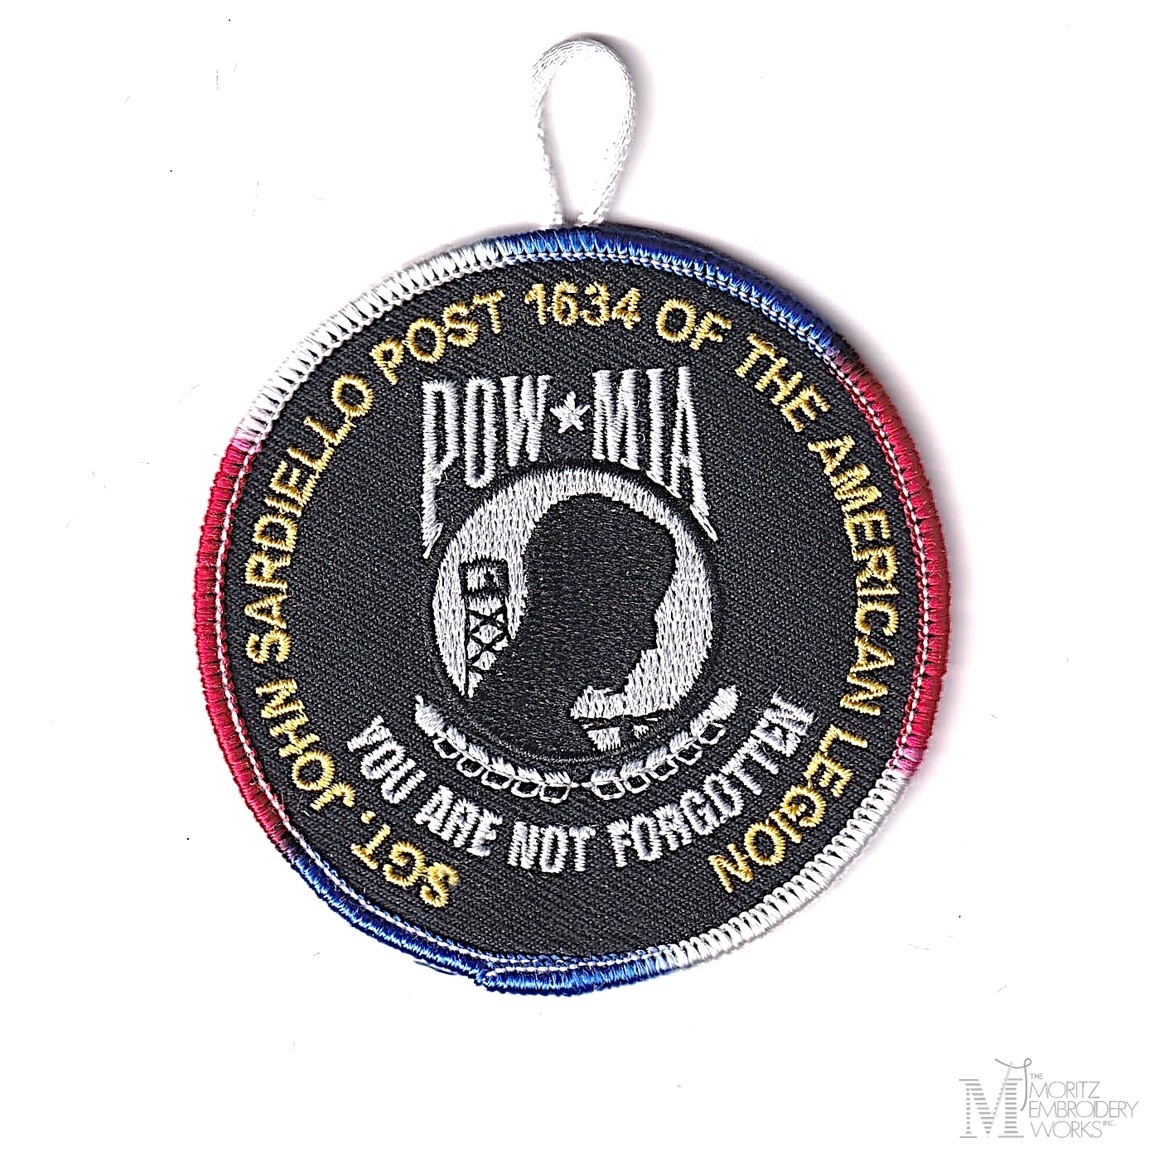 SGT. JOHN SARDIELLO POST 1634 OF THE AMERICAN LEGION
POW ★ MIA
YOU ARE NOT FORGOTTEN
THE
MORITZ
EMBROIDERY
WORKS INC.